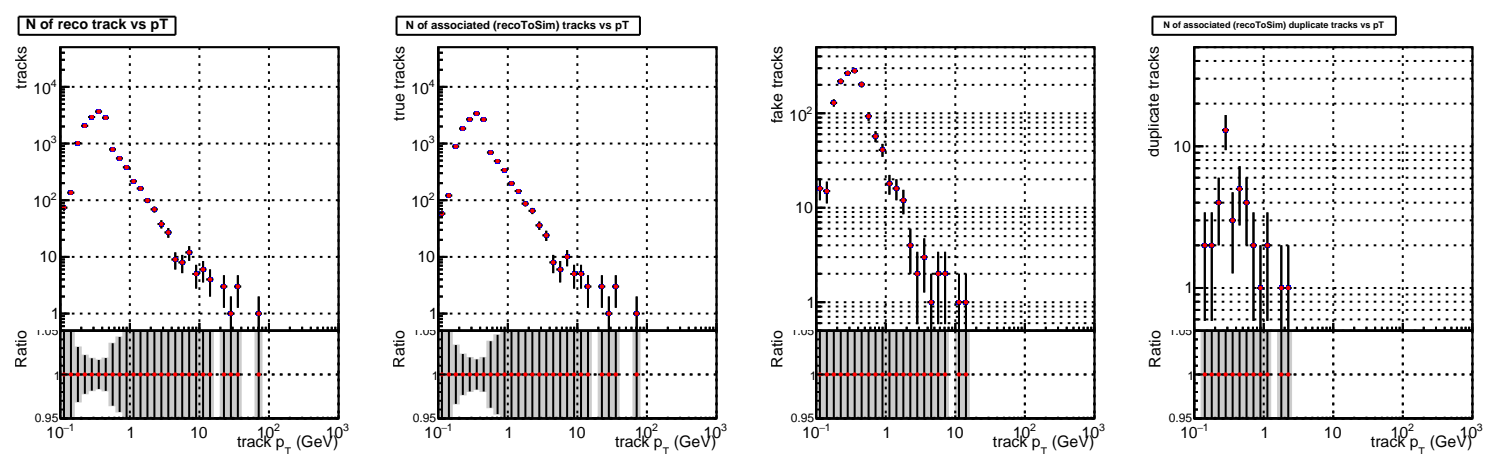 N of reco track vs pT
tracks
10^4
10^3
10^2
10
1
Ratio
1.05
1
0.95
10^-1 1 10 10^2 10^3
track p_T (GeV)
N of associated (recoToSim) tracks vs pT
true tracks
10^4
10^3
10^2
10
1
Ratio
1.05
1
0.95
10^-1 1 10 10^2 10^3
track p_T (GeV)
fake tracks
10^2
10
1
Ratio
1.05
1
0.95
10^-1 1 10 10^2 10^3
track p_T (GeV)
N of associated (recoToSim) duplicate tracks vs pT
duplicate tracks
10
1
Ratio
1.05
1
0.95
10^-1 1 10 10^2 10^3
track p_T (GeV)